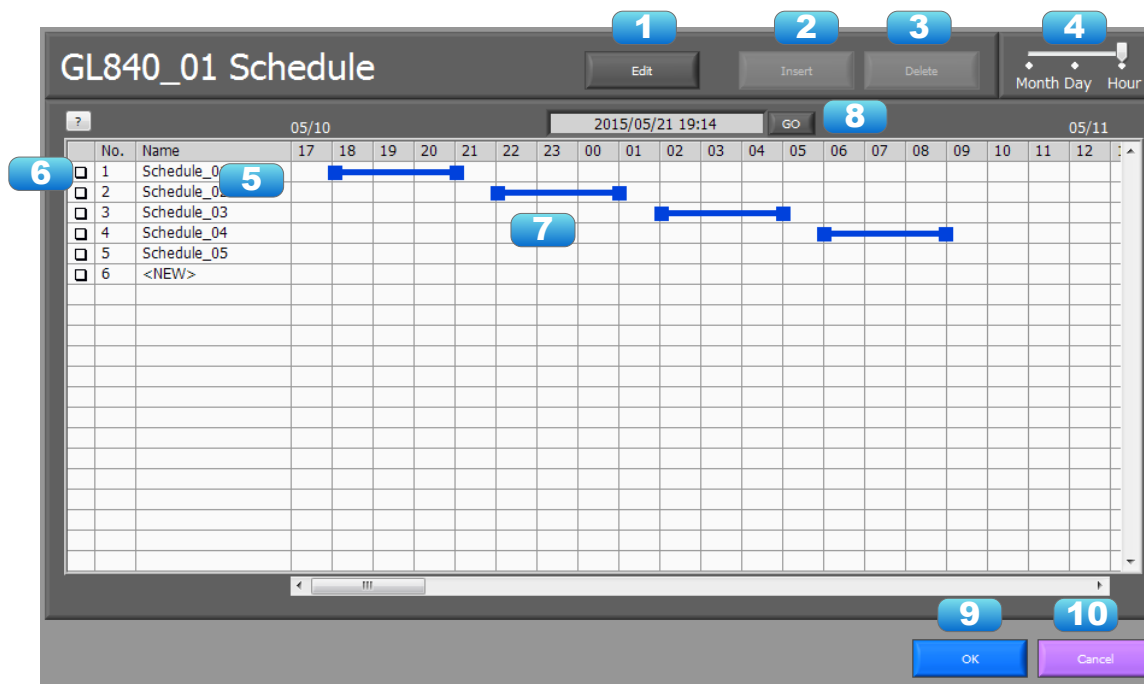 1 2 3 4
GL840_01 Schedule Edit Insert Delete Month Day Hour
? 05/10 2015/05/21 19:14 GO 8 05/11
No. Name 17 18 19 20 21 22 23 00 01 02 03 04 05 06 07 08 09 10 11 12
6 1 Schedule_0 5
2 Schedule_02
3 Schedule_03 7
4 Schedule_04
5 Schedule_05
6 <NEW>
9 10
OK Cancel